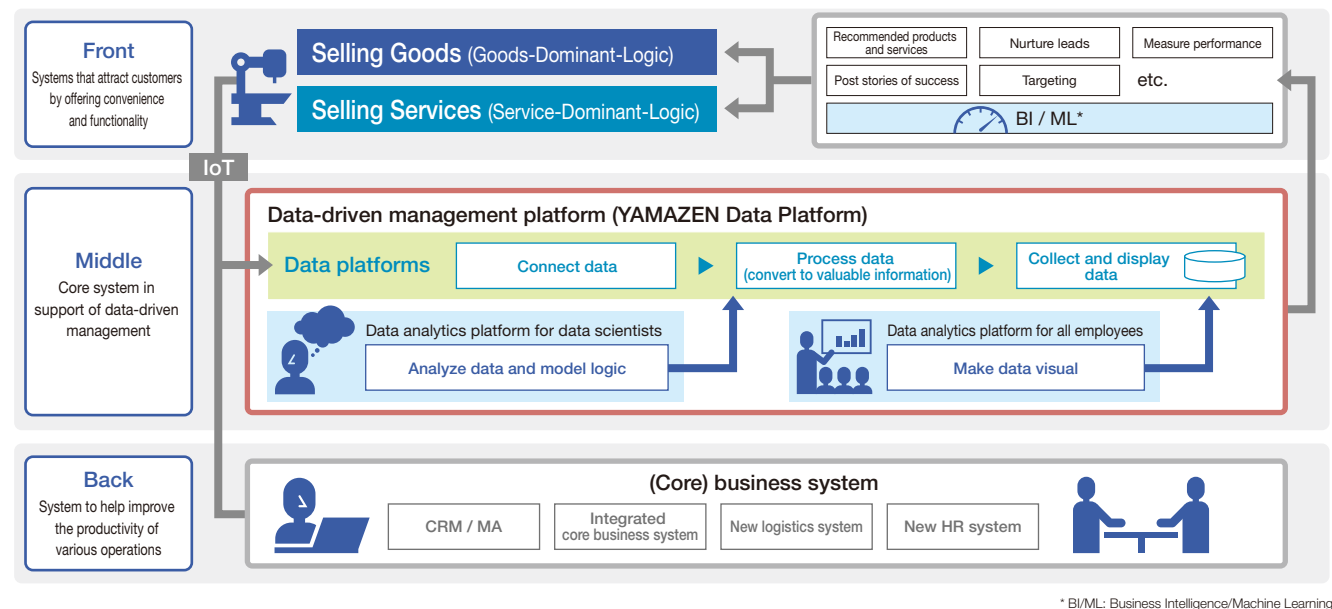 Front
Systems that attract customers
by offering convenience
and functionality
Selling Goods (Goods-Dominant-Logic)
Selling Services (Service-Dominant-Logic)
Recommended products
and services
Nurture leads
Measure performance
Post stories of success
Targeting
etc.
BI / ML*
IoT
Middle
Core system in
support of data-driven
management
Data-driven management platform (YAMAZEN Data Platform)
Data platforms
Connect data
Process data
(convert to valuable information)
Collect and display
data
Data analytics platform for data scientists
Analyze data and model logic
Data analytics platform for all employees
Make data visual
Back
System to help improve
the productivity of
various operations
(Core) business system
CRM / MA
Integrated
core business system
New logistics system
New HR system
* BI/ML: Business Intelligence/Machine Learning